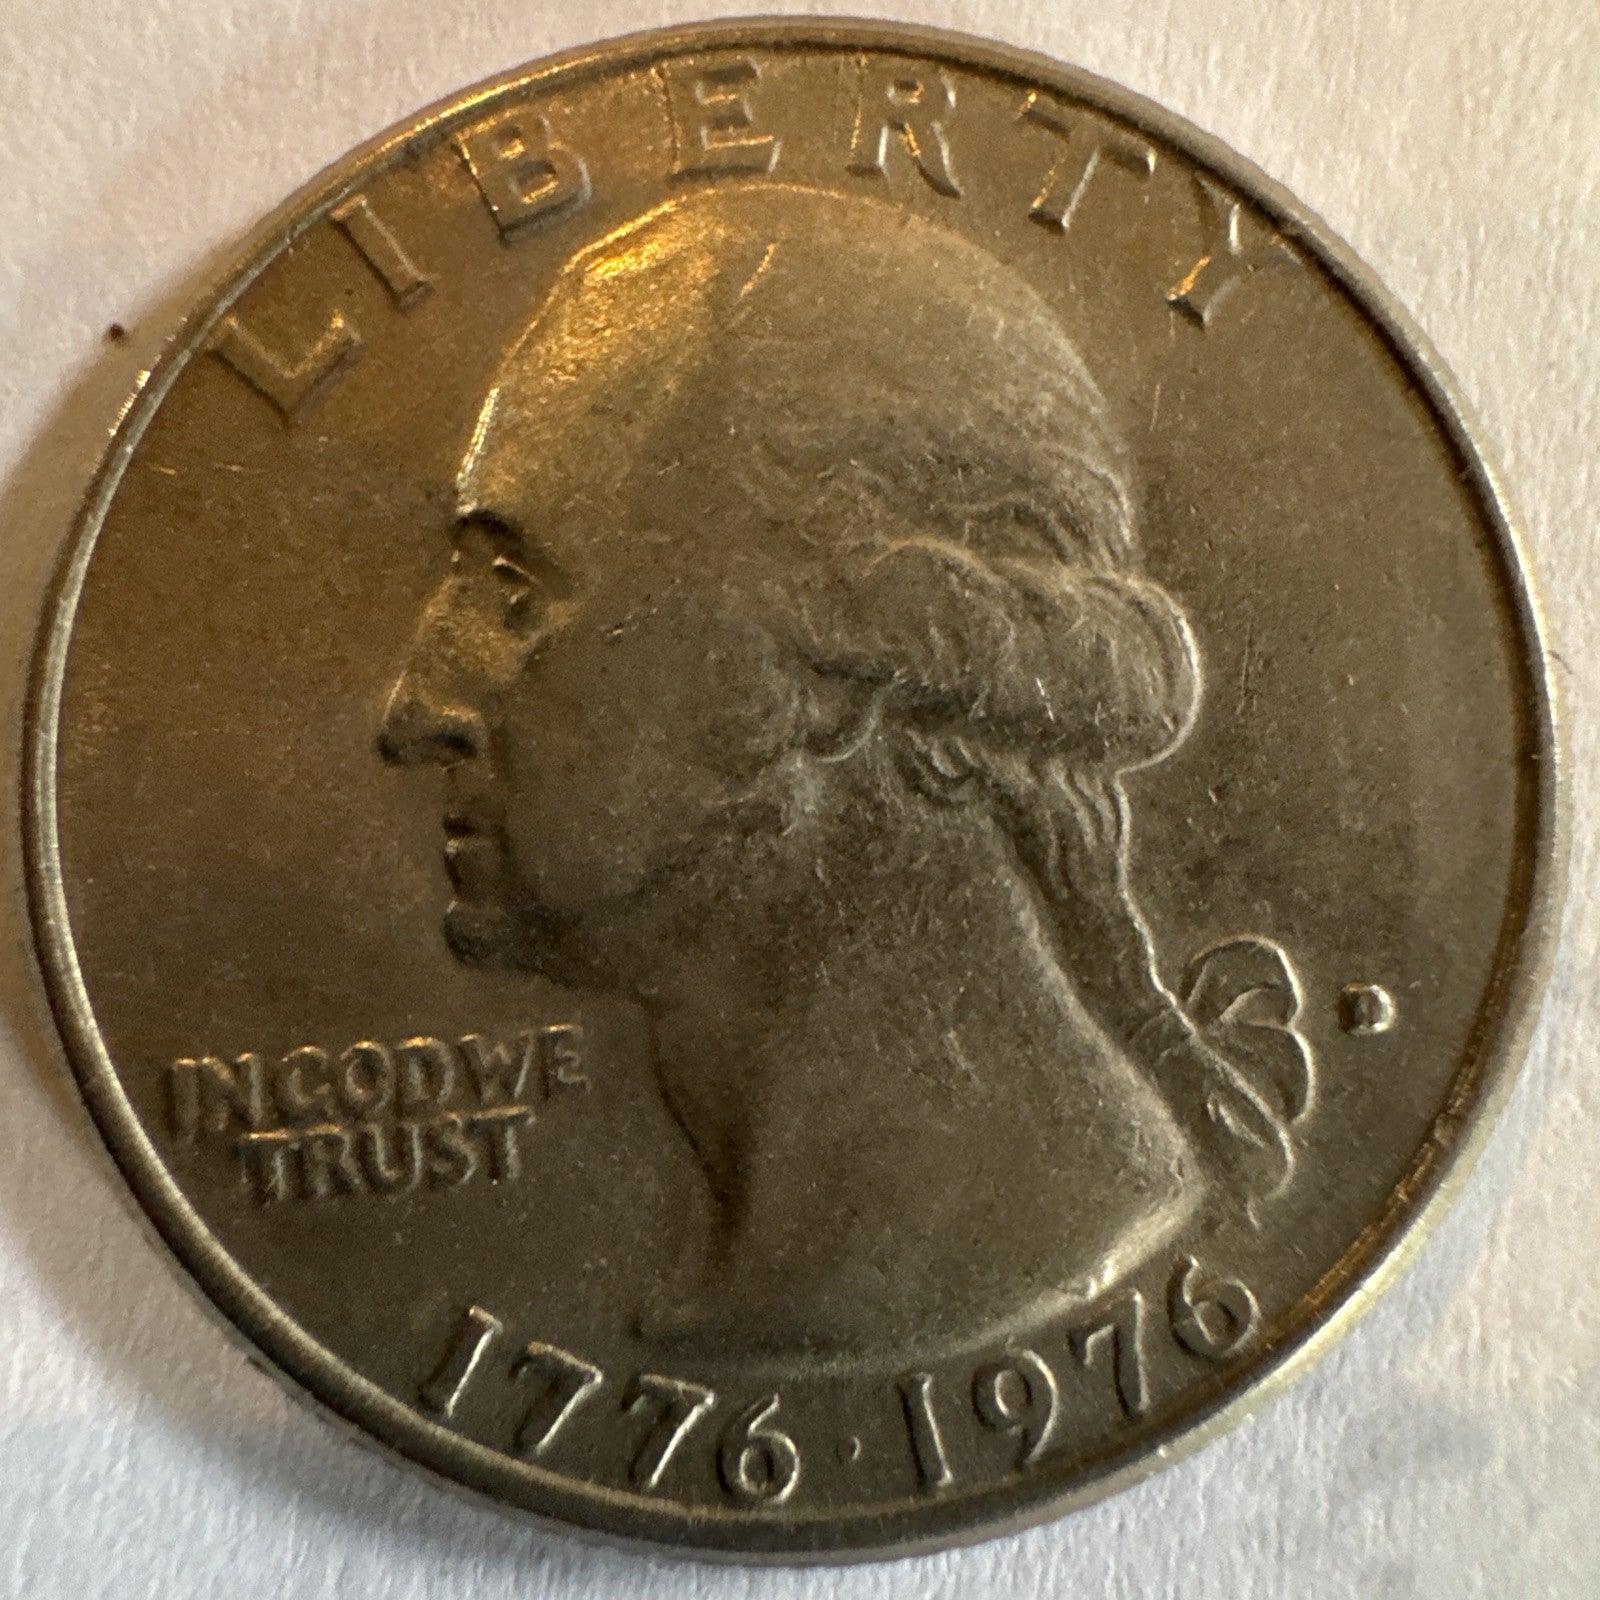 LIBERTY
IN GOD WE
TRUST
D
1776·1976